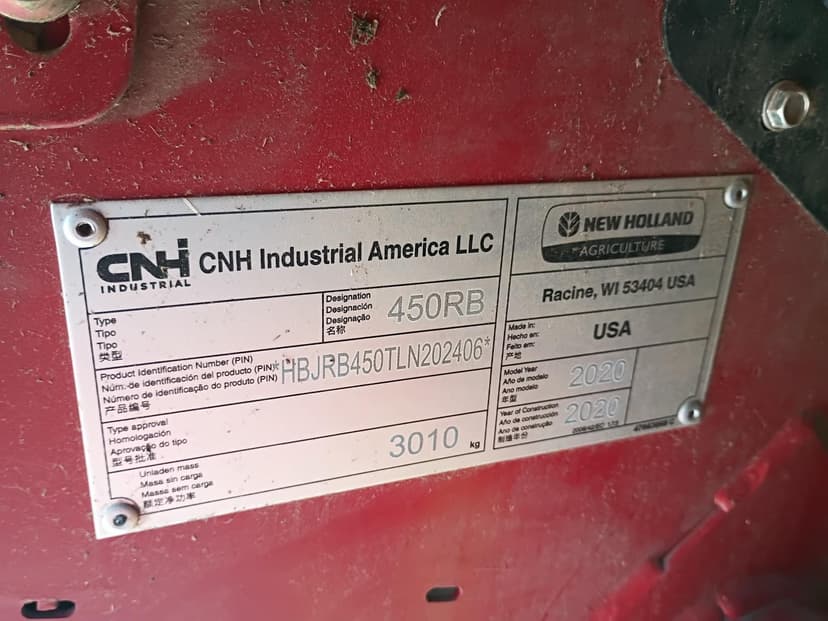 CNH
INDUSTRIAL
CNH Industrial America LLC
Type
Tipo
Tipo
类型
Designation
Designación
Designação
名称
450RB
Product Identification Number (PIN)
Núm. de identificación del producto (PIN)
Número de identificação do produto (PIN)
产品编号
*HBJRB450TLN202406*
Type approval
Homologación
Aprovação do tipo
型号批准
Unladen mass
Masa sin carga
Massa sem carga
额定净功率
3010 kg
NEW HOLLAND
AGRICULTURE
Racine, WI 53404 USA
Made in:
Hecho en:
Feito em:
产地
USA
Model Year
Año de modelo
Ano modelo
年型
2020
Year of Construction
Año de construcción
Ano de construção
制造年份
2020